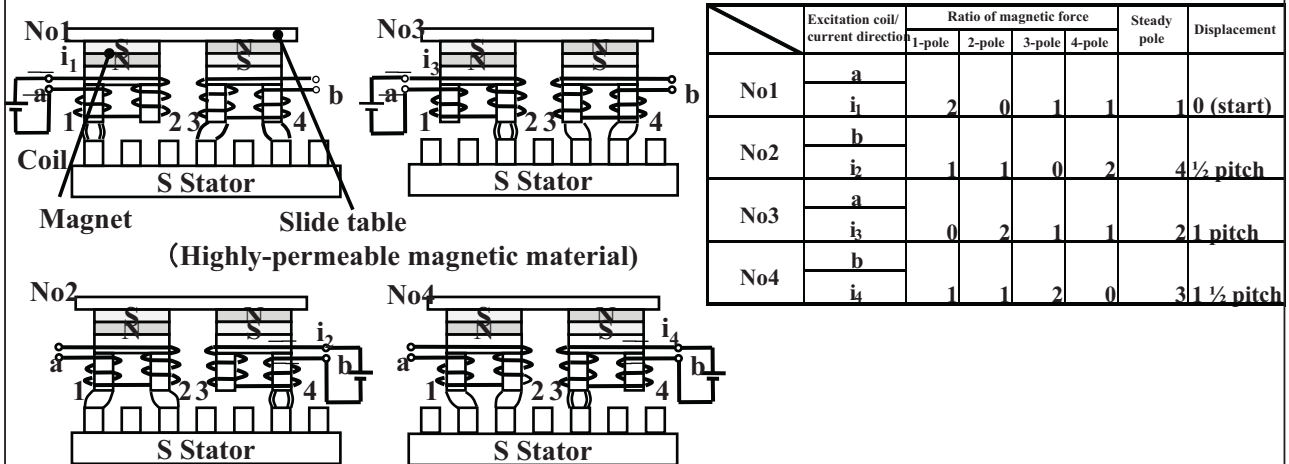 No1
S
N
N
S
i1
a
b
1 2 3 4
Coil
S Stator
Magnet
Slide table
No3
S
N
N
S
i3
a
b
1 2 3 4
S Stator
(Highly-permeable magnetic material)
No2
S
N
N
S
i2
a
b
1 2 3 4
S Stator
No4
S
N
N
S
i4
a
b
1 2 3 4
S Stator
Excitation coil/ Ratio of magnetic force Steady Displacement
current direction 1-pole 2-pole 3-pole 4-pole pole
No1 a
i1 2 0 1 1 1 0 (start)
No2 b
i2 1 1 0 2 4 ½ pitch
No3 a
i3 0 2 1 1 2 1 pitch
No4 b
i4 1 1 2 0 3 1 ½ pitch